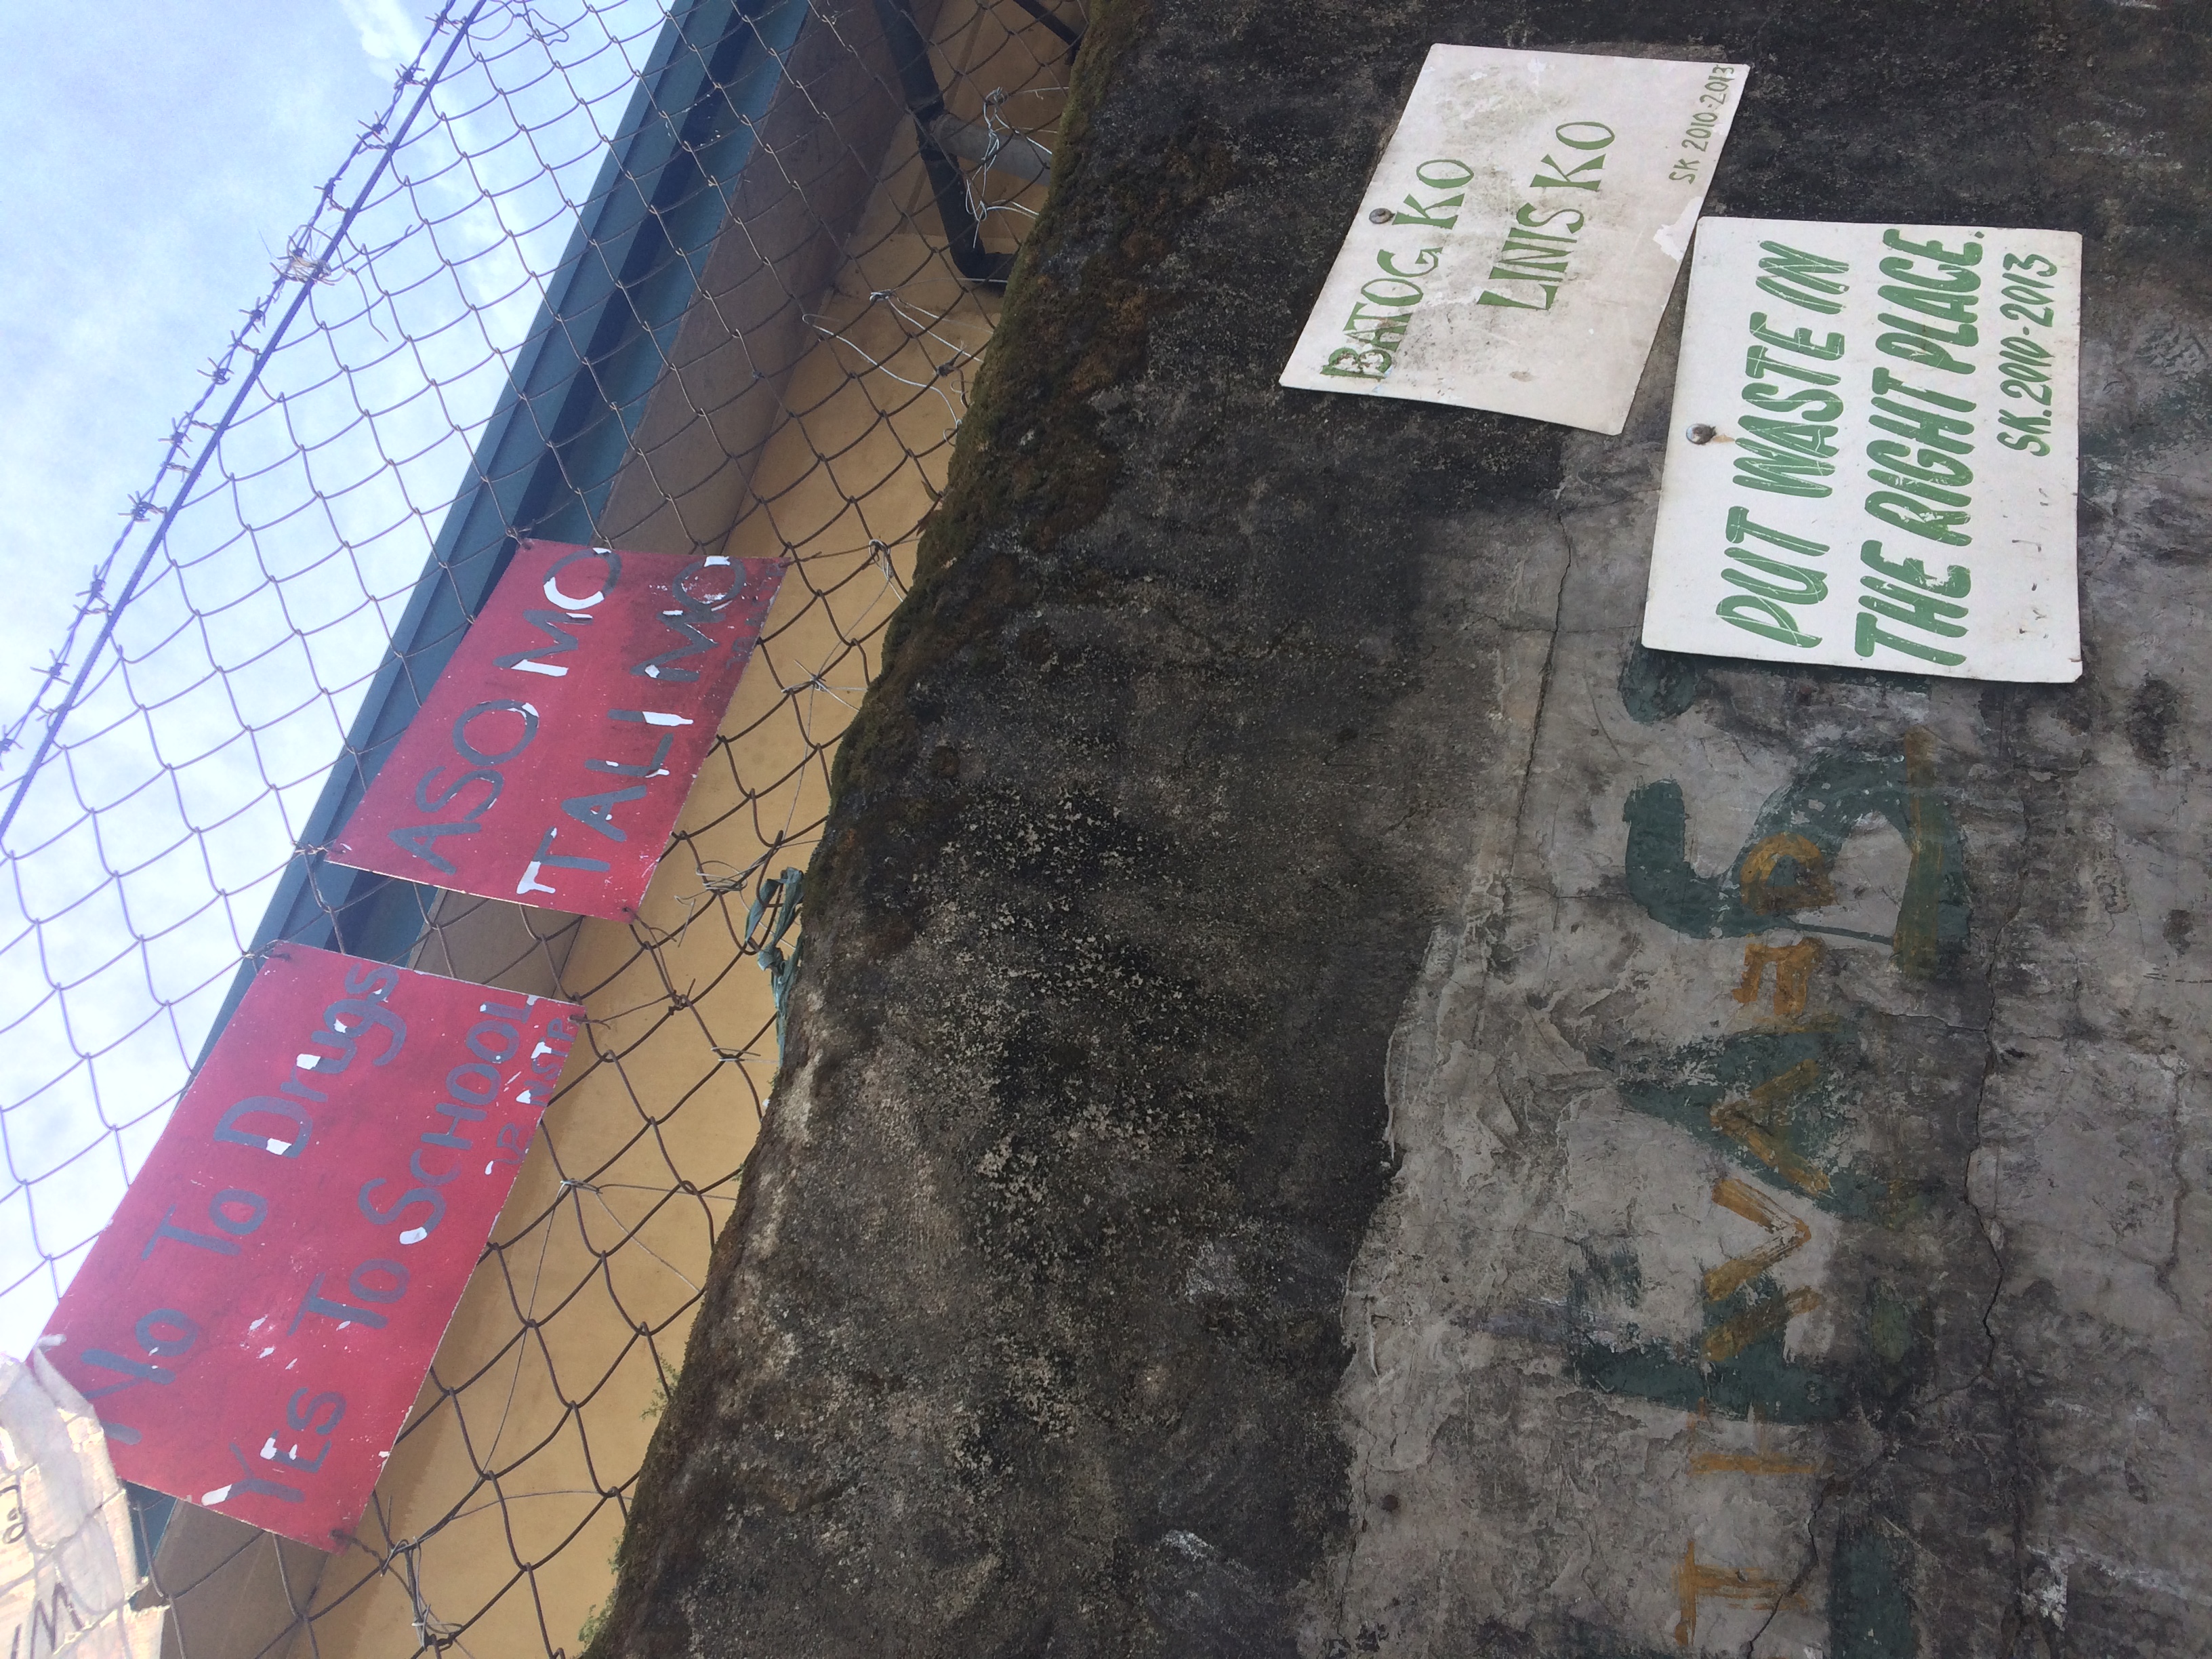 No To Drugs
YES To SCHOOL
NSTP
ASO MO
TALI MO
BATOG KO
LINIS KO
SK 2010-2013
PUT WASTE IN
THE RIGHT PLACE.
SK. 2010-2013